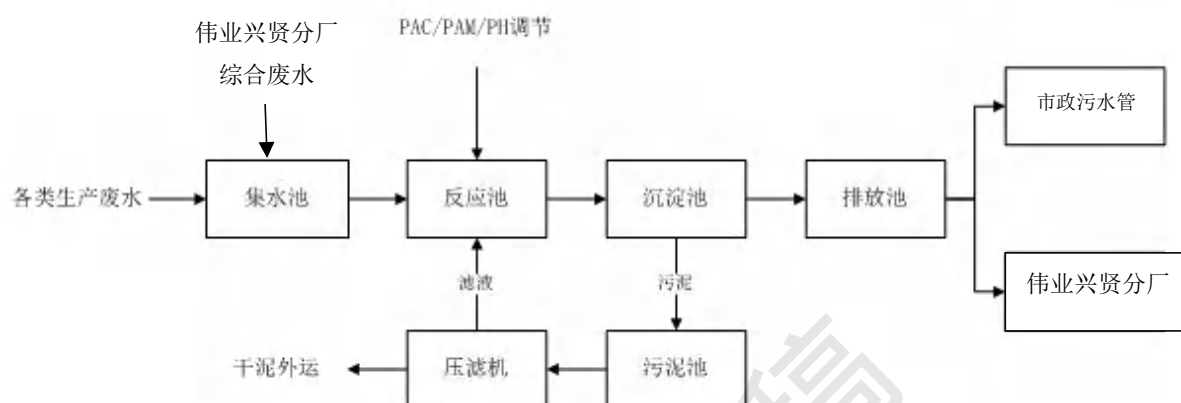 伟业兴贤分厂
综合废水
PAC/PAM/PH调节
市政污水管
各类生产废水
集水池
反应池
沉淀池
排放池
伟业兴贤分厂
滤液
污泥
干泥外运
压滤机
污泥池
稿